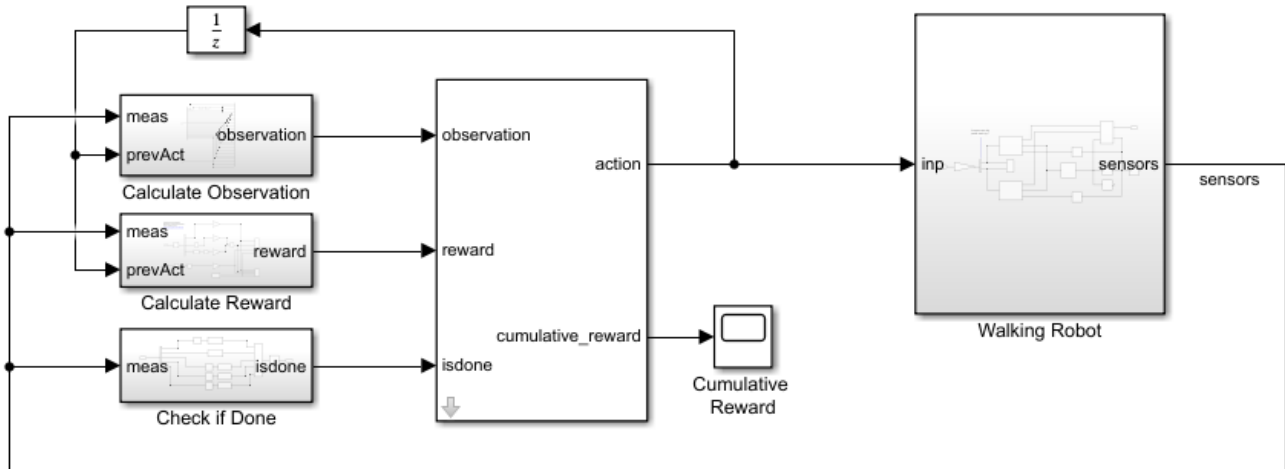 1
z
meas
observation
prevAct
Calculate Observation
meas
reward
prevAct
Calculate Reward
meas
isdone
Check if Done
observation
action
reward
cumulative_reward
isdone
Cumulative
Reward
inp
sensors
Walking Robot
sensors